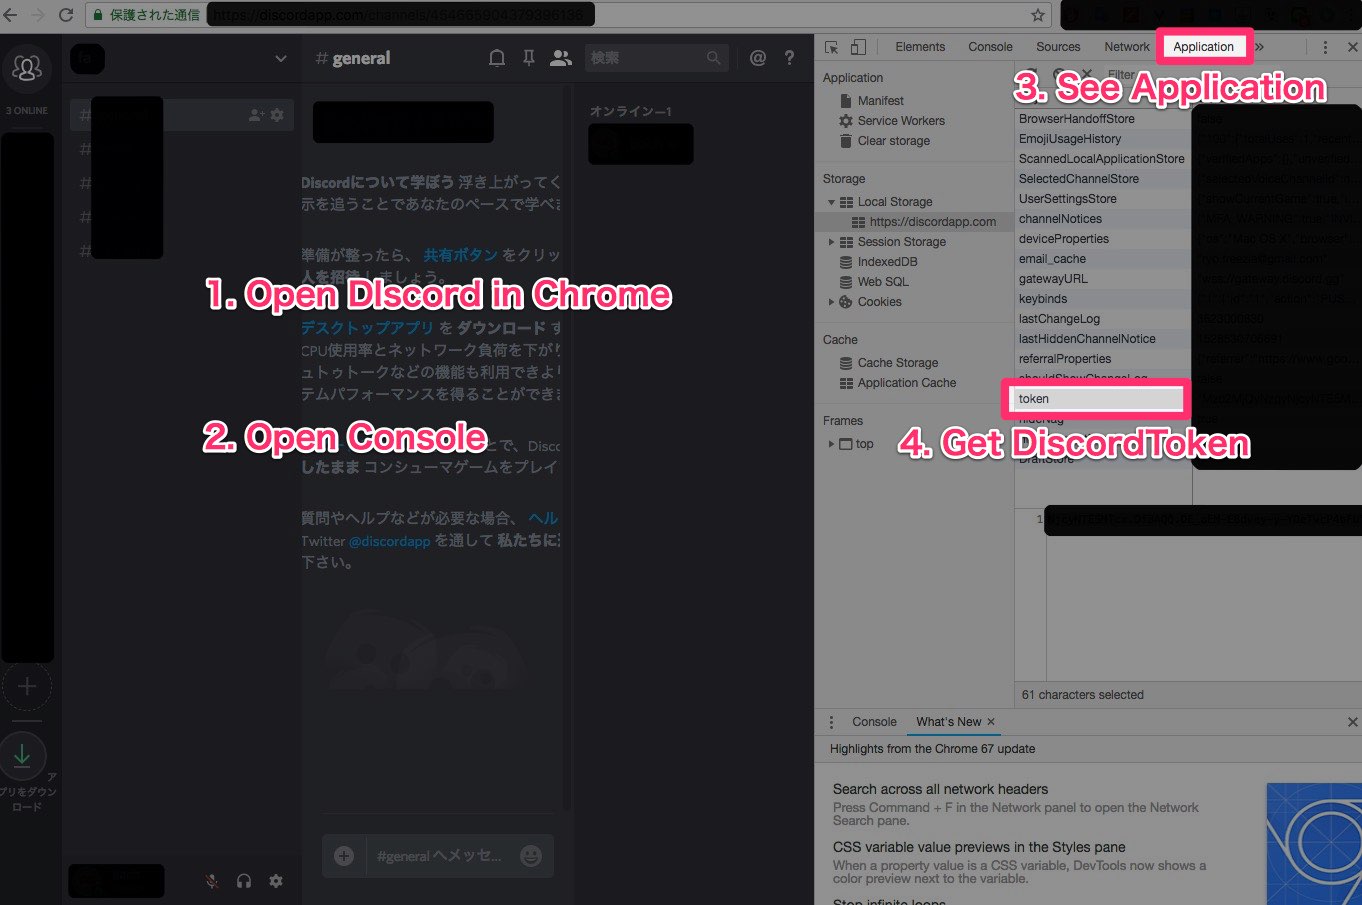 保護された通信
https://discordapp.com/channels/
3 ONLINE
#general
検索
@
?
オンライン—1
Discordについて学ぼう 浮き上がってく
示を追うことであなたのペースで学べま
準備が整ったら、 共有ボタン をクリッ
人を招待 しましょう。
1. Open DIscord in Chrome
デスクトップアプリ を ダウンロード す
CPU使用率とネットワーク負荷を下がり
ュトゥトークなどの機能も利用できより
テムパフォーマンスを得ることができま
2. Open Console
とで、Disco
したまま コンシューマゲームをプレイ
質問やヘルプなどが必要な場合、 ヘル
Twitter @discordapp を通して 私たちに
下さい。
アプリをダウンロード
#general へメッセ...
Elements
Console
Sources
Network
Application
»
Filter
3. See Application
Application
Manifest
Service Workers
Clear storage
Storage
Local Storage
https://discordapp.com
Session Storage
IndexedDB
Web SQL
Cookies
Cache
Cache Storage
Application Cache
Frames
top
BrowserHandoffStore
EmojiUsageHistory
ScannedLocalApplicationStore
SelectedChannelStore
UserSettingsStore
channelNotices
deviceProperties
email_cache
gatewayURL
keybinds
lastChangeLog
lastHiddenChannelNotice
referralProperties
shouldShowChangeLog
token
hideNag
4. Get DiscordToken
DraftStore
1
61 characters selected
Console
What's New ×
Highlights from the Chrome 67 update
Search across all network headers
Press Command + F in the Network panel to open the Network
Search pane.
CSS variable value previews in the Styles pane
When a property value is a CSS variable, DevTools now shows a
color preview next to the variable.
Stop infinite loops